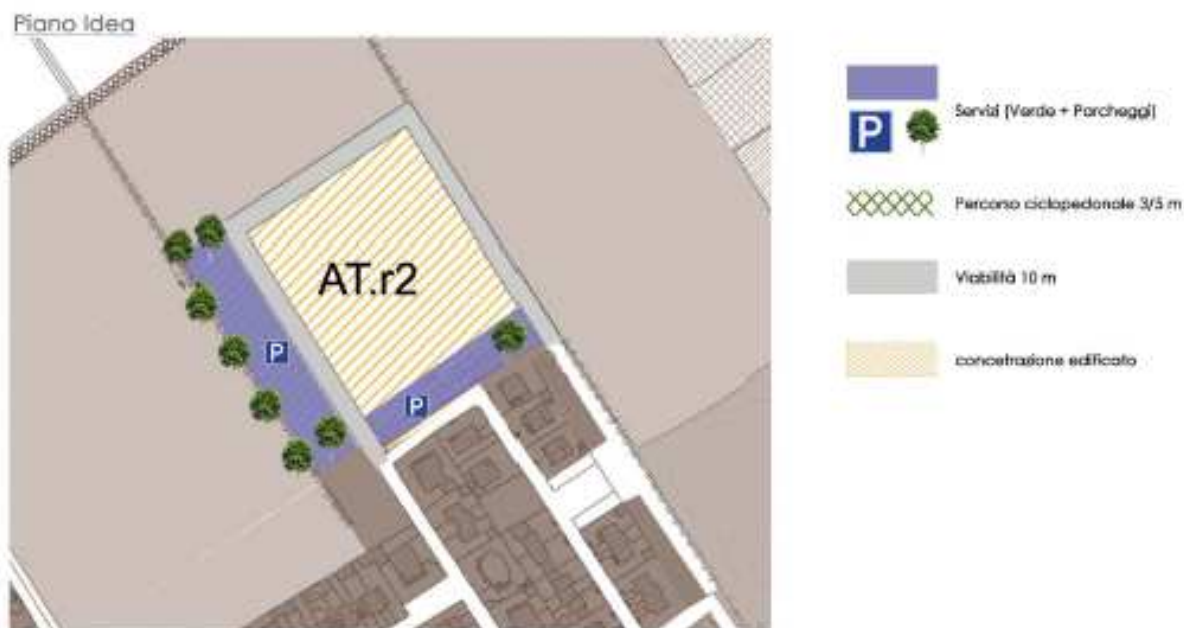 Piano Idea
AT.r2
P
P
P
Servizi (Verde + Parcheggi)
Percorso ciclopedonale 3/5 m
Viabilità 10 m
concetrazione edificato